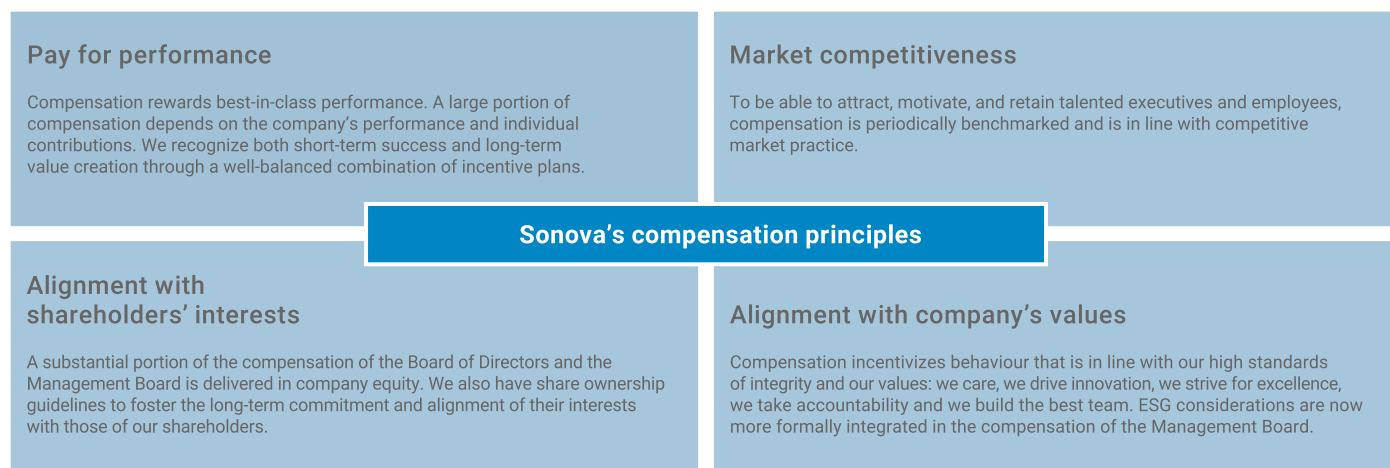 Pay for performance
Compensation rewards best-in-class performance. A large portion of
compensation depends on the company’s performance and individual
contributions. We recognize both short-term success and long-term
value creation through a well-balanced combination of incentive plans.
Market competitiveness
To be able to attract, motivate, and retain talented executives and employees,
compensation is periodically benchmarked and is in line with competitive
market practice.
Sonova’s compensation principles
Alignment with
shareholders’ interests
A substantial portion of the compensation of the Board of Directors and the
Management Board is delivered in company equity. We also have share ownership
guidelines to foster the long-term commitment and alignment of their interests
with those of our shareholders.
Alignment with company’s values
Compensation incentivizes behaviour that is in line with our high standards
of integrity and our values: we care, we drive innovation, we strive for excellence,
we take accountability and we build the best team. ESG considerations are now
more formally integrated in the compensation of the Management Board.